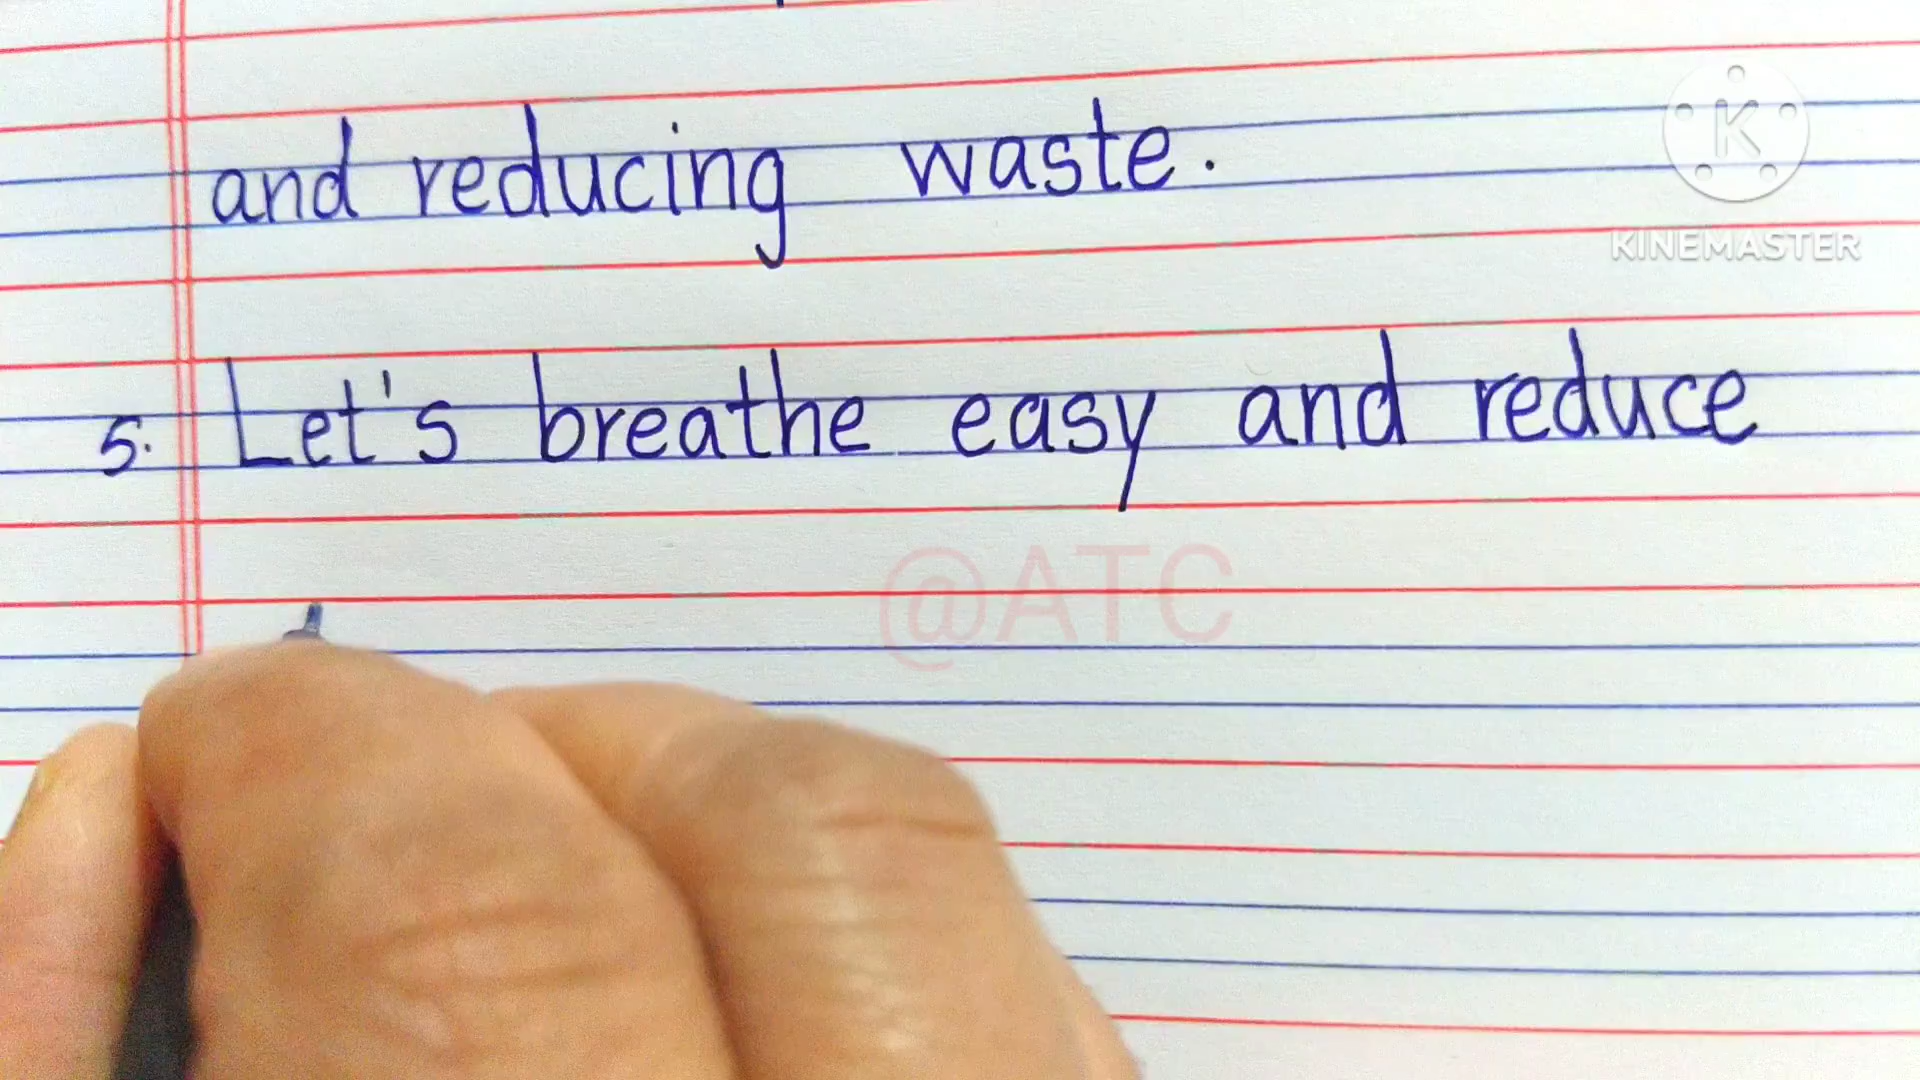 and reducing waste.
KINEMASTER
5. Let's breathe easy and reduce
@ATC